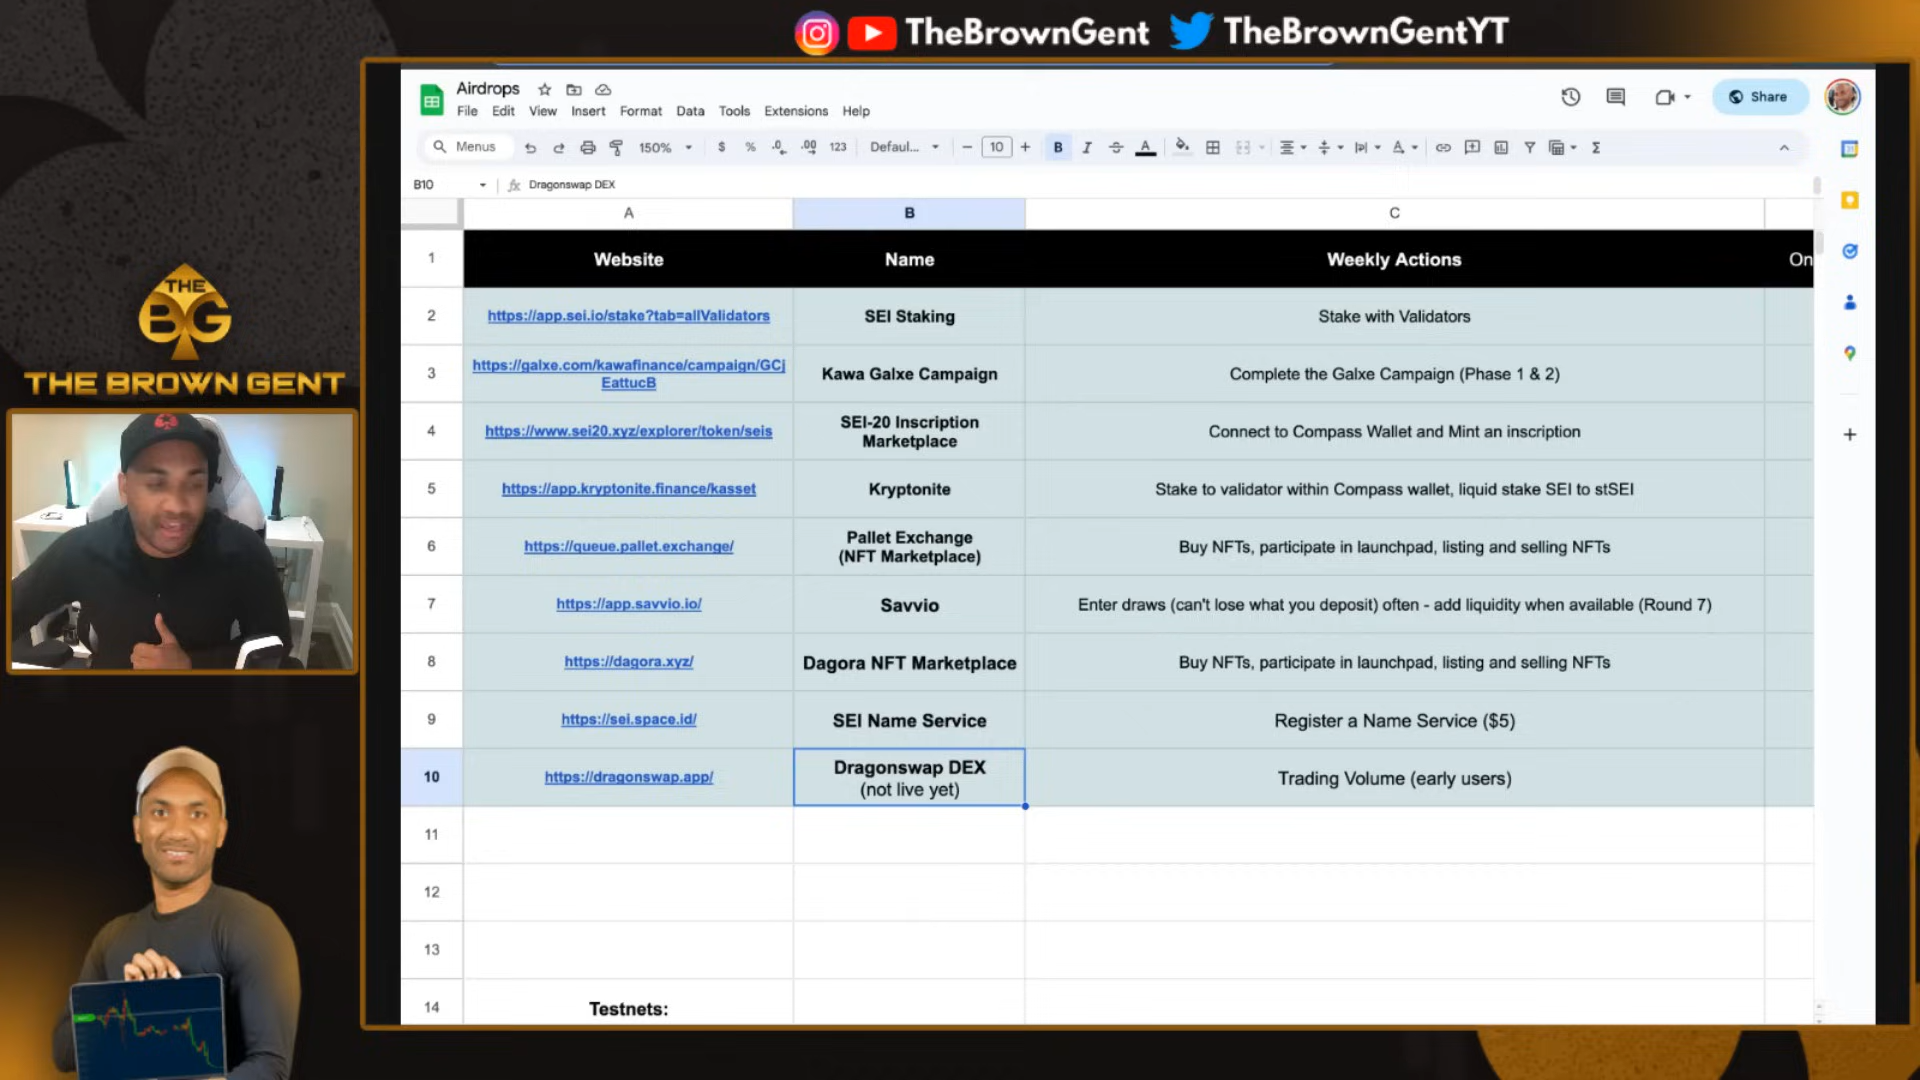 TheBrownGent TheBrownGentYT
Airdrops
File Edit View Insert Format Data Tools Extensions Help
Share
Menus 150% $ % .0 .00 123 Defaul... 10 B I A Σ
B10 fx Dragonswap DEX
A B C
1 Website Name Weekly Actions On
2 https://app.sei.io/stake?tab=allValidators SEI Staking Stake with Validators
3 https://galxe.com/kawafinance/campaign/GCj
EattucB Kawa Galxe Campaign Complete the Galxe Campaign (Phase 1 & 2)
4 https://www.sei20.xyz/explorer/token/seis SEI-20 Inscription
Marketplace Connect to Compass Wallet and Mint an inscription
5 https://app.kryptonite.finance/kasset Kryptonite Stake to validator within Compass wallet, liquid stake SEI to stSEI
6 https://queue.pallet.exchange/ Pallet Exchange
(NFT Marketplace) Buy NFTs, participate in launchpad, listing and selling NFTs
7 https://app.savvio.io/ Savvio Enter draws (can't lose what you deposit) often - add liquidity when available (Round 7)
8 https://dagora.xyz/ Dagora NFT Marketplace Buy NFTs, participate in launchpad, listing and selling NFTs
9 https://sei.space.id/ SEI Name Service Register a Name Service ($5)
10 https://dragonswap.app/ Dragonswap DEX
(not live yet) Trading Volume (early users)
11
12
13
14 Testnets:
THE
BG
THE BROWN GENT